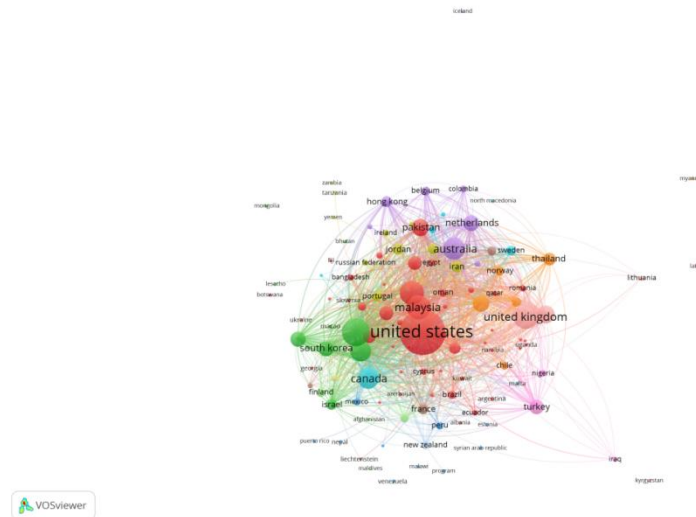 iceland
zambia
tanzania
mongolia
yemen
bhutan
hong kong
belgium
colombia
north macedonia
ireland
pakistan
netherlands
jordan
australia
sweden
russian federation
egypt
iran
norway
thailand
bangladesh
lesotho
botswana
portugal
oman
qatar
romania
lithuania
malaysia
united kingdom
ukraine
macao
united states
south korea
uganda
namibia
georgia
canada
cyprus
kuwait
chile
nigeria
malta
finland
israel
mexico
france
brazil
argentina
ecuador
turkey
afghanistan
peru
albania
estonia
puerto rico
nepal
new zealand
syrian arab republic
liechtenstein
maldives
malawi
program
iraq
venezuela
kyrgyzstan
VOSviewer